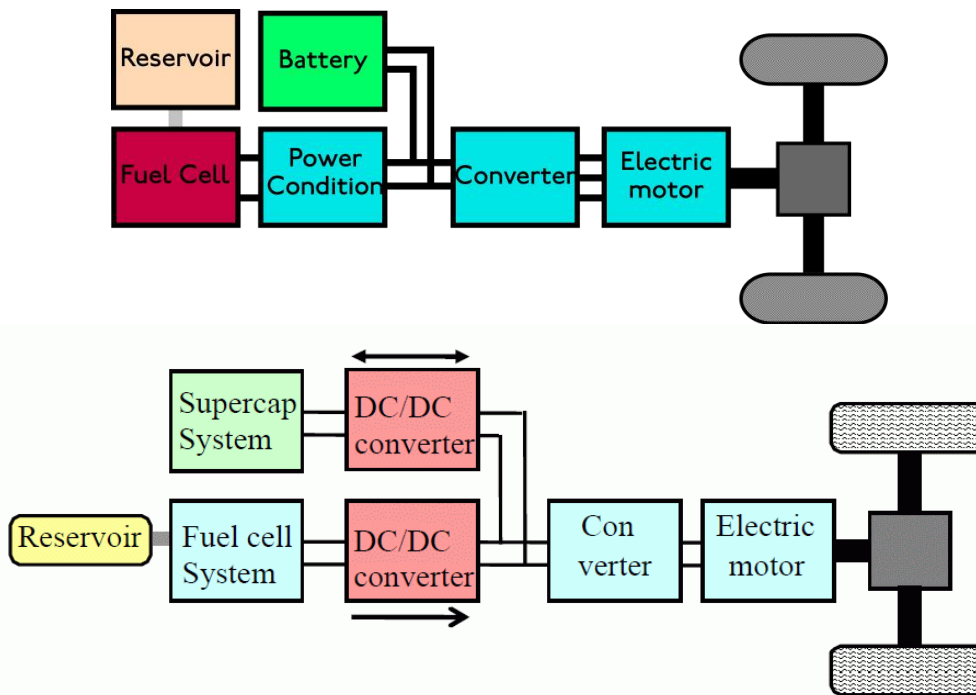 Reservoir
Battery
Fuel Cell
Power
Condition
Converter
Electric
motor
Supercap
System
DC/DC
converter
Reservoir
Fuel cell
System
DC/DC
converter
Con
verter
Electric
motor